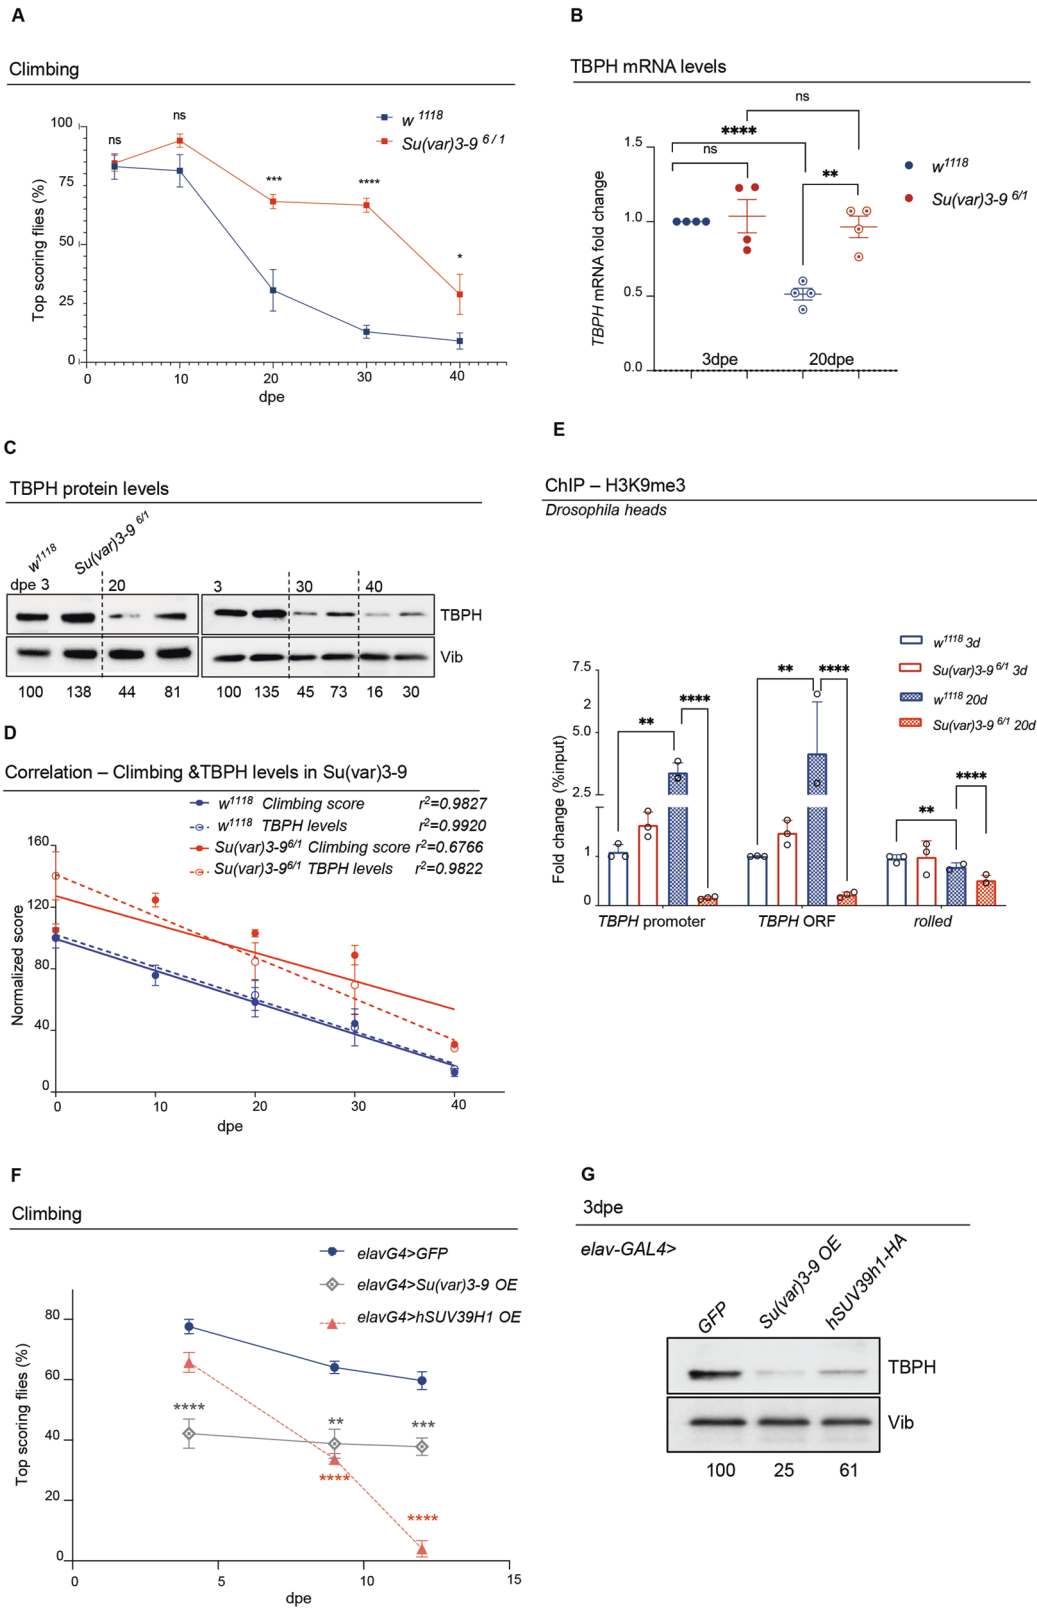 A
Climbing
w 1118
Su(var)3-9 6/1
Top scoring flies (%)
100
75
50
25
0
ns
ns
***
****
*
0
10
20
30
40
dpe
B
TBPH mRNA levels
ns
****
ns
**
w1118
Su(var)3-9 6/1
TBPH mRNA fold change
1.5
1.0
0.5
0.0
3dpe
20dpe
C
TBPH protein levels
w1118
Su(var)3-9 6/1
dpe 3
20
3
30
40
TBPH
Vib
100 138 44 81 100 135 45 73 16 30
D
Correlation – Climbing &TBPH levels in Su(var)3-9
w1118 Climbing score r2=0.9827
w1118 TBPH levels r2=0.9920
Su(var)3-96/1 Climbing score r2=0.6766
Su(var)3-96/1 TBPH levels r2=0.9822
Normalized score
160
120
80
40
0
0
10
20
30
40
dpe
E
ChIP – H3K9me3
Drosophila heads
w1118 3d
Su(var)3-9 6/1 3d
w1118 20d
Su(var)3-9 6/1 20d
Fold change (%input)
7.5
2
5.0
2.5
1
0
**
****
**
****
**
****
TBPH promoter
TBPH ORF
rolled
F
Climbing
elavG4>GFP
elavG4>Su(var)3-9 OE
elavG4>hSUV39H1 OE
Top scoring flies (%)
80
60
40
20
0
****
**
***
****
****
0
5
10
15
dpe
G
3dpe
elav-GAL4>
GFP
Su(var)3-9 OE
hSUV39h1-HA
TBPH
Vib
100 25 61